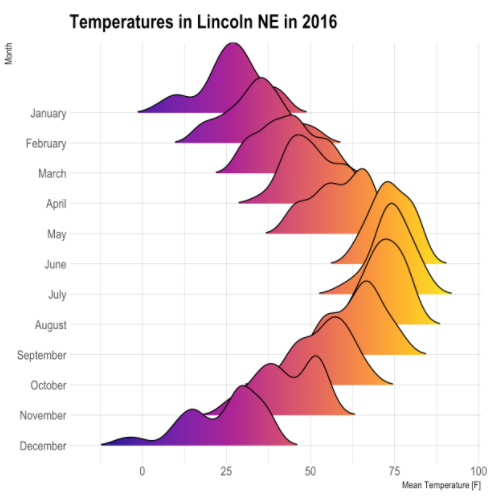 Temperatures in Lincoln NE in 2016
Month
January
February
March
April
May
June
July
August
September
October
November
December
0 25 50 75 100
Mean Temperature [F]